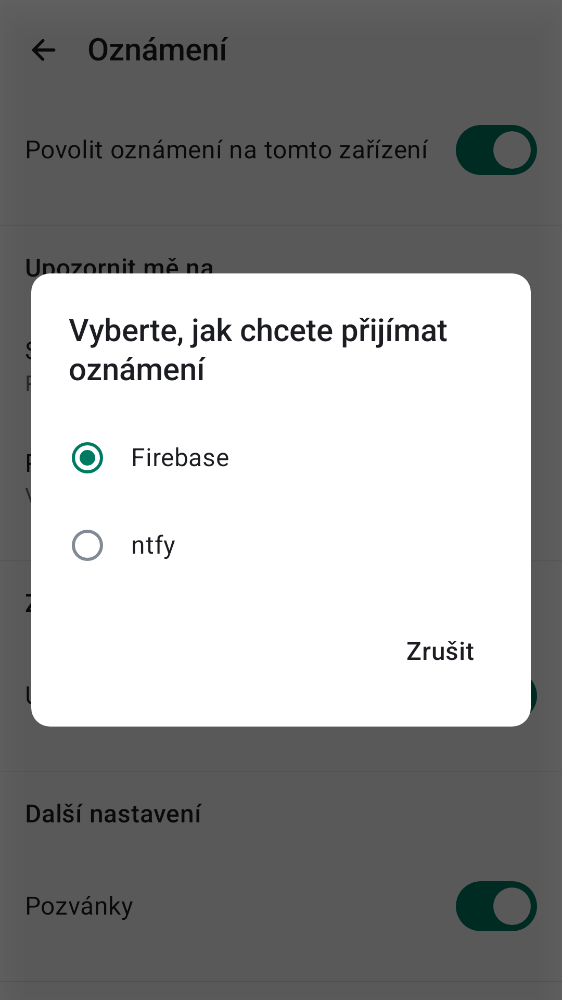 Oznámení
Povolit oznámení na tomto zařízení
Upozornit mě na
Vyberte, jak chcete přijímat
oznámení
Firebase
ntfy
Zrušit
Další nastavení
Pozvánky